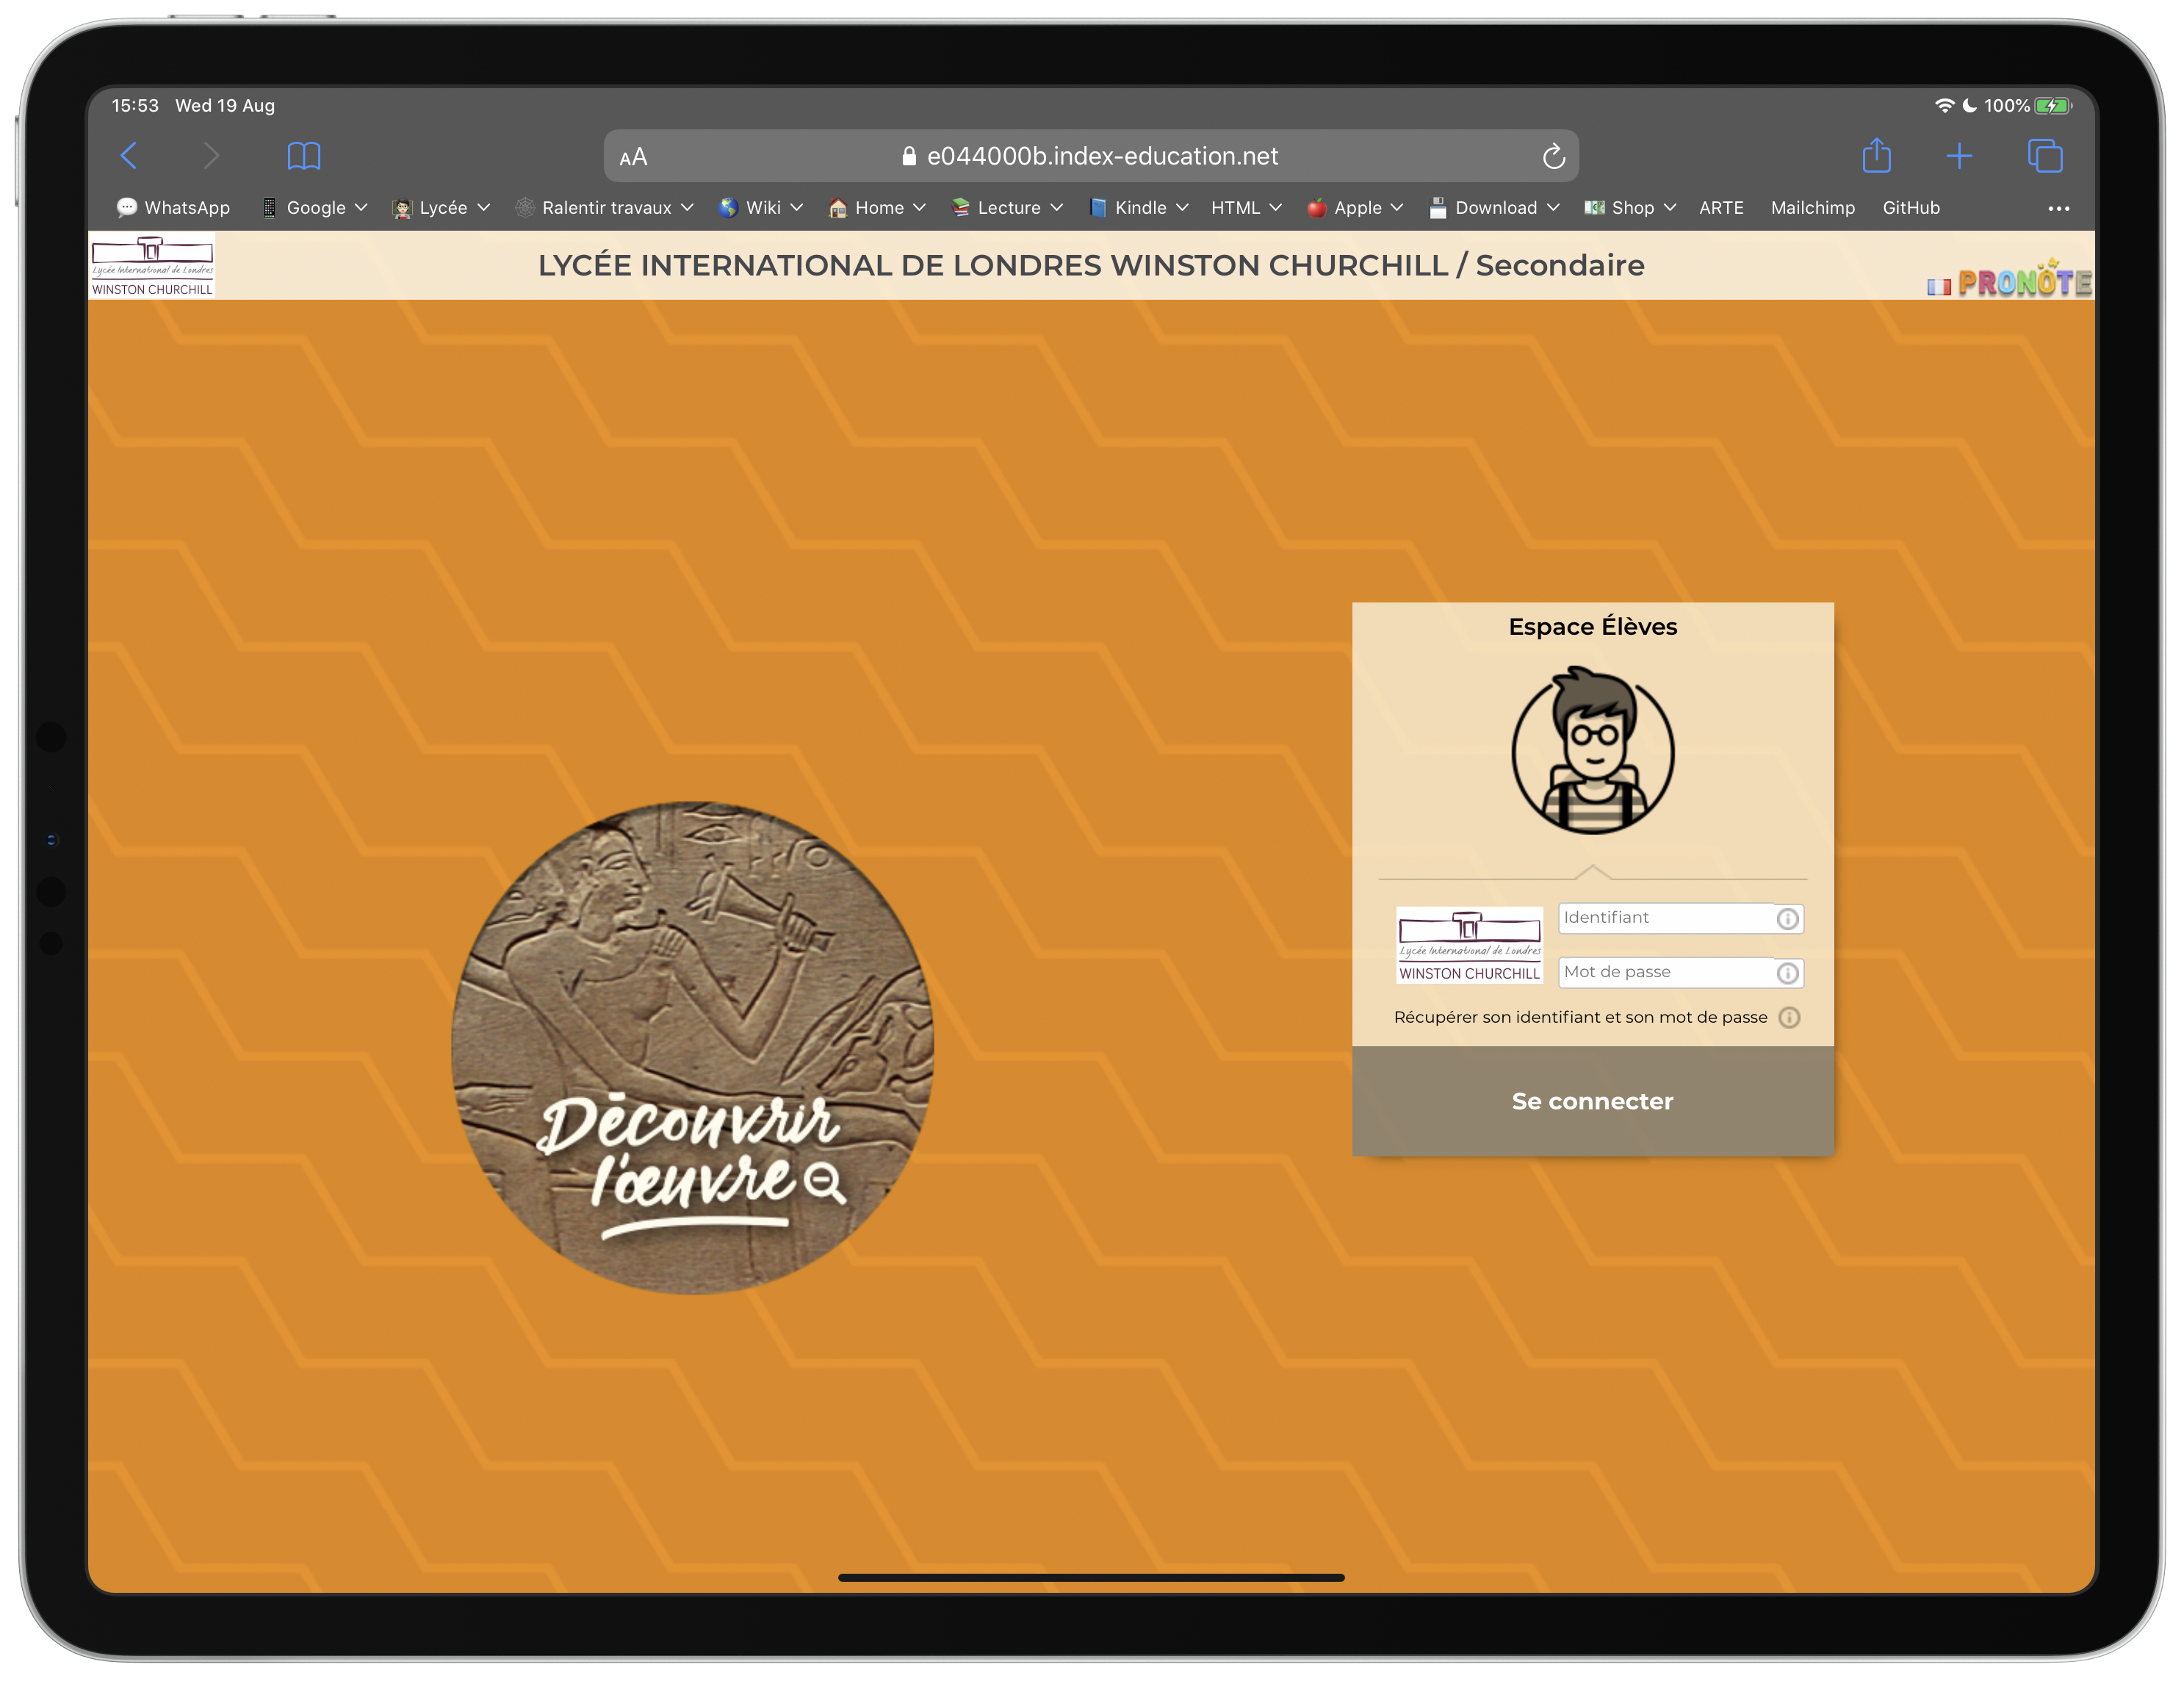 15:53 Wed 19 Aug
100%
AA e044000b.index-education.net
WhatsApp Google Lycée Ralentir travaux Wiki Home Lecture Kindle HTML Apple Download Shop ARTE Mailchimp GitHub
Lycée International de Londres
WINSTON CHURCHILL
LYCÉE INTERNATIONAL DE LONDRES WINSTON CHURCHILL / Secondaire
PRONOTE
Espace Élèves
Lycée International de Londres
WINSTON CHURCHILL
Identifiant
Mot de passe
Récupérer son identifiant et son mot de passe
Se connecter
Découvrir
l'œuvre